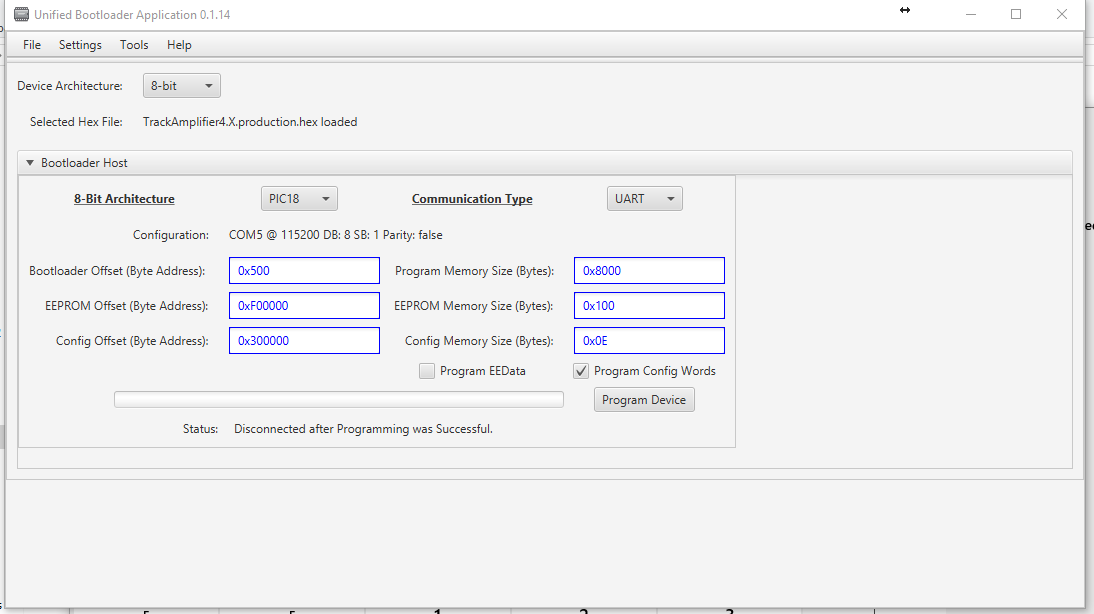 Unified Bootloader Application 0.1.14
File Settings Tools Help
Device Architecture: 8-bit
Selected Hex File: TrackAmplifier4.X.production.hex loaded
Bootloader Host
8-Bit Architecture PIC18 Communication Type UART
Configuration: COM5 @ 115200 DB: 8 SB: 1 Parity: false
Bootloader Offset (Byte Address): 0x500 Program Memory Size (Bytes): 0x8000
EEPROM Offset (Byte Address): 0xF00000 EEPROM Memory Size (Bytes): 0x100
Config Offset (Byte Address): 0x300000 Config Memory Size (Bytes): 0x0E
Program EEData Program Config Words
Program Device
Status: Disconnected after Programming was Successful.